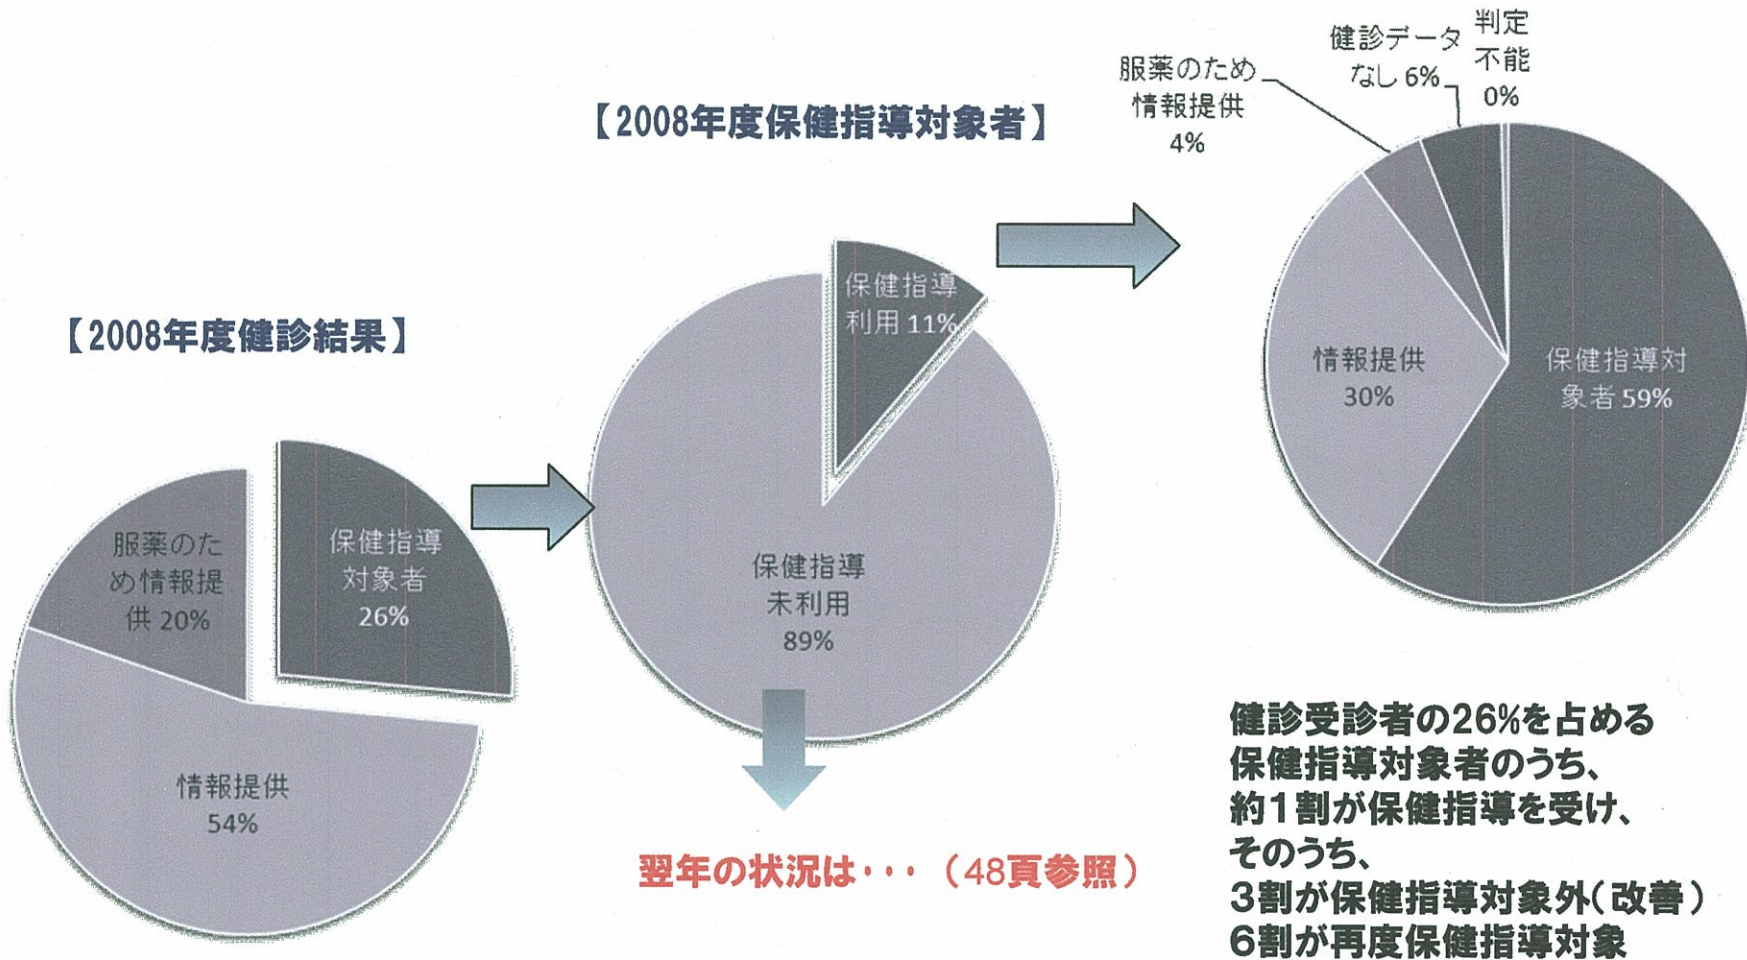 【2008年度健診結果】
服薬のた
め情報提
供 20%
保健指導
対象者
26%
情報提供
54%
【2008年度保健指導対象者】
保健指導
利用 11%
保健指導
未利用
89%
翌年の状況は・・・（48頁参照）
服薬のため
情報提供
4%
健診データ
なし 6%
判定
不能
0%
情報提供
30%
保健指導対
象者 59%
健診受診者の26%を占める
保健指導対象者のうち、
約1割が保健指導を受け、
そのうち、
3割が保健指導対象外（改善）
6割が再度保健指導対象